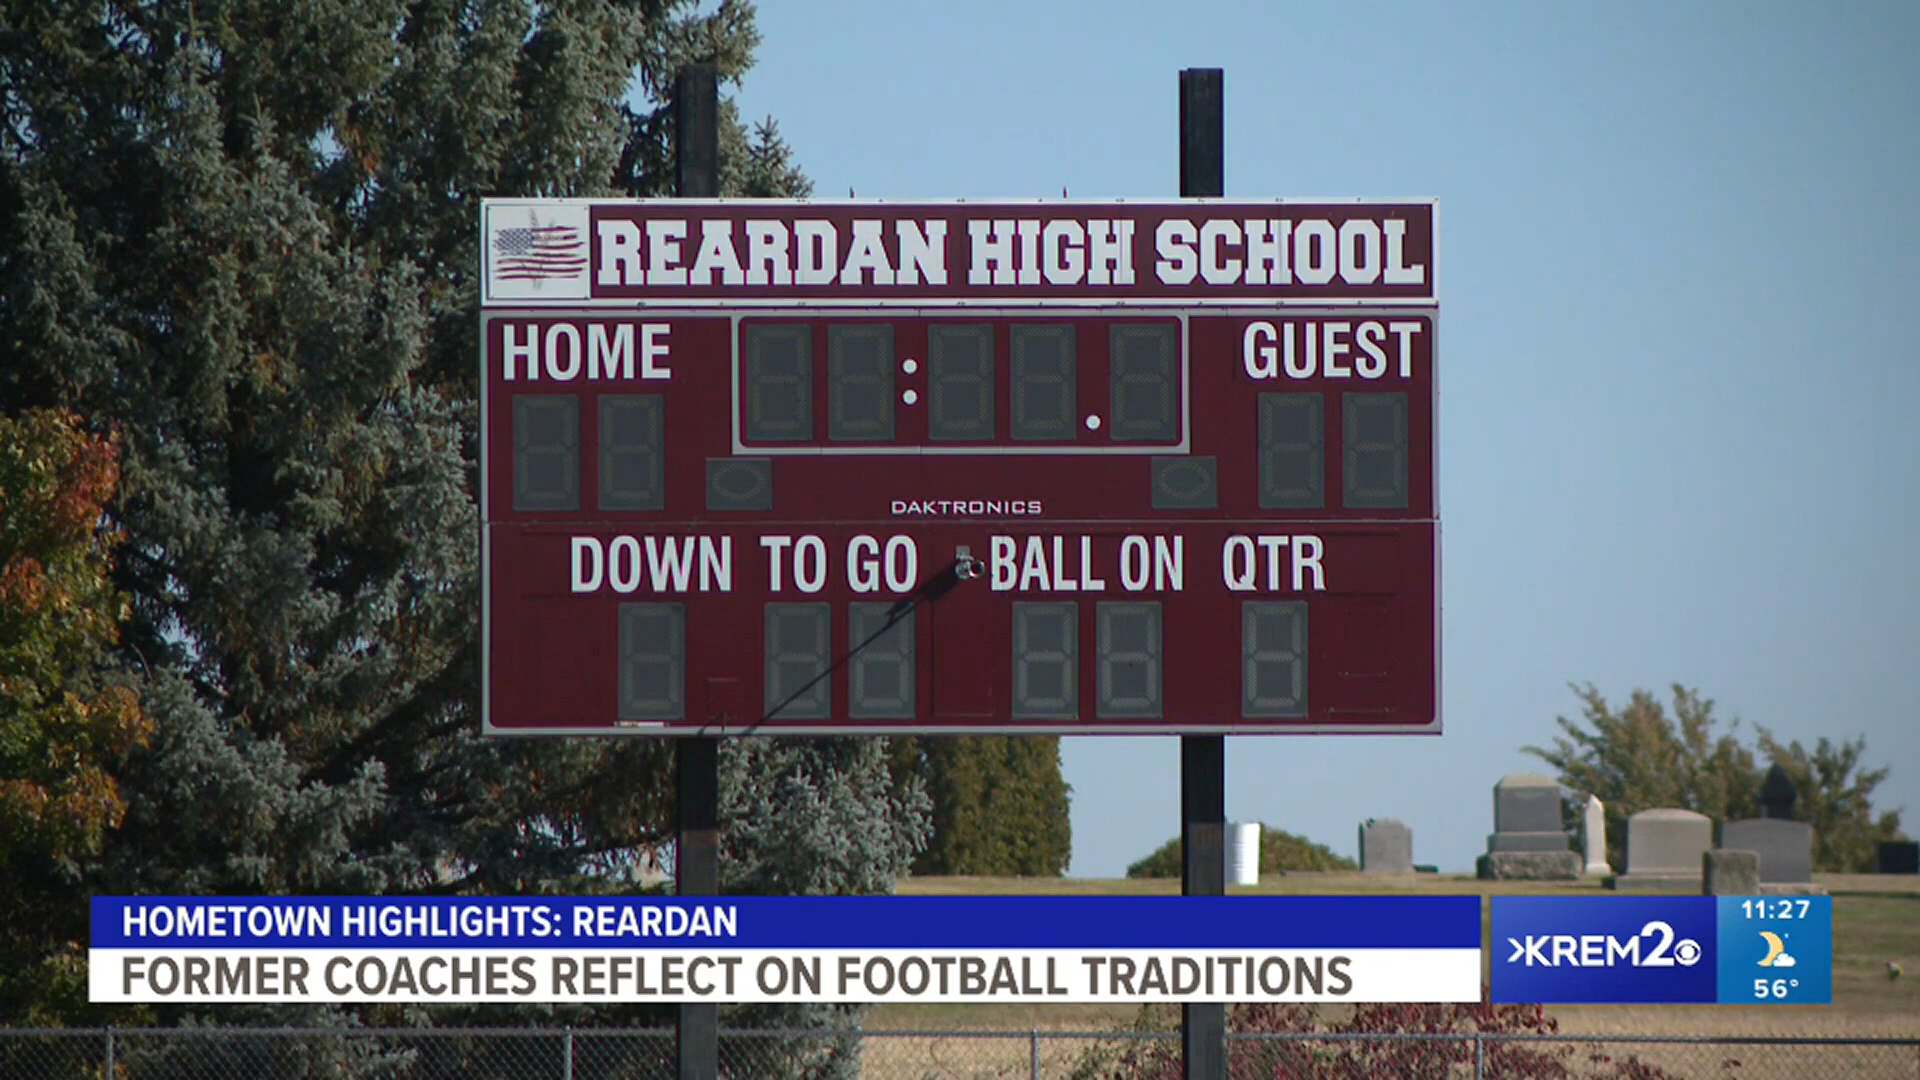 REARDAN HIGH SCHOOL
HOME
GUEST
DAKTRONICS
DOWN TO GO BALL ON QTR
HOMETOWN HIGHLIGHTS: REARDAN
FORMER COACHES REFLECT ON FOOTBALL TRADITIONS
KREM2
11:27
56°